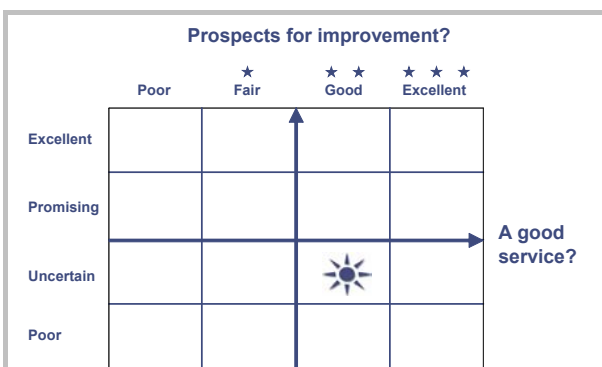 Prospects for improvement?
★ ★ ★ ★ ★ ★
Poor Fair Good Excellent
Excellent
Promising
A good
service?
Uncertain
Poor